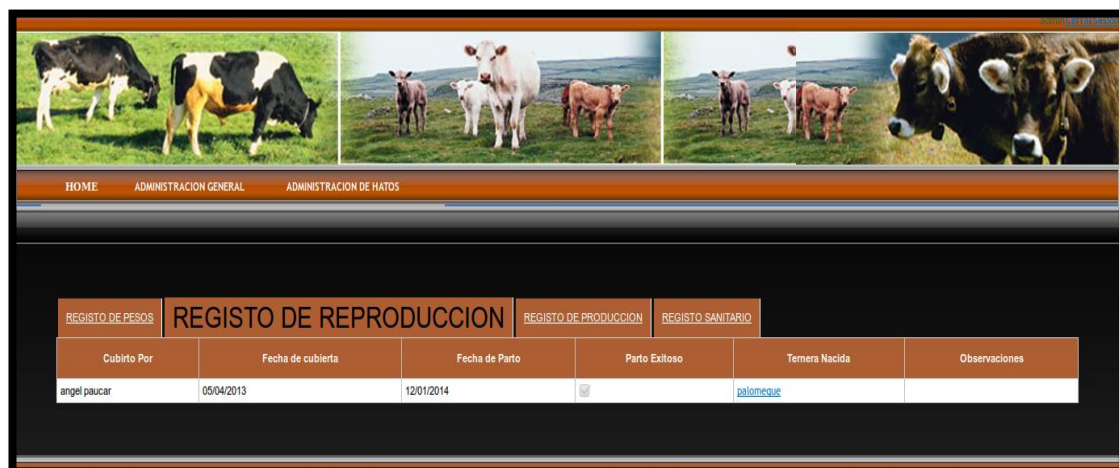 admin
HOME ADMINISTRACION GENERAL ADMINISTRACION DE HATOS
REGISTO DE PESOS REGISTO DE REPRODUCCION REGISTO DE PRODUCCION REGISTO SANITARIO
Cubirto Por Fecha de cubierta Fecha de Parto Parto Exitoso Ternera Nacida Observaciones
angel paucar 05/04/2013 12/01/2014 palomeque